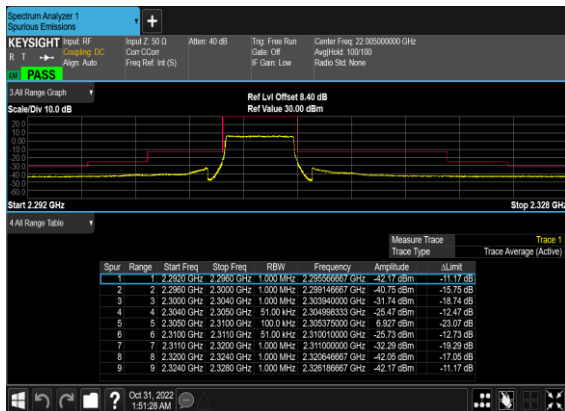 Spectrum Analyzer 1
Spurious Emissions
+
KEYSIGHT Input: RF Input Z: 50 Ω Atten: 40 dB Trig: Free Run Center Freq: 22.005000000 GHz
R T Coupling: DC Corr CCorr Gate: Off Avg|Hold: 100/100
Align: Auto Freq Ref: Int (S) IF Gain: Low Radio Std: None
LXI PASS
3 All Range Graph
Ref Lvl Offset 8.40 dB
Scale/Div 10.0 dB Ref Value 30.00 dBm
20.0
10.0
0.00
-10.0
-20.0
-30.0
-40.0
-50.0
-60.0
Start 2.292 GHz Stop 2.328 GHz
4 All Range Table
Measure Trace Trace 1
Trace Type Trace Average (Active)
Spur Range Start Freq Stop Freq RBW Frequency Amplitude ΔLimit
1 1 2.2920 GHz 2.2960 GHz 1.000 MHz 2.295566667 GHz -42.17 dBm -11.17 dB
2 2 2.2960 GHz 2.3000 GHz 1.000 MHz 2.299146667 GHz -40.75 dBm -15.75 dB
3 3 2.3000 GHz 2.3040 GHz 1.000 MHz 2.303940000 GHz -31.74 dBm -18.74 dB
4 4 2.3040 GHz 2.3050 GHz 51.00 kHz 2.304998333 GHz -25.47 dBm -12.47 dB
5 5 2.3050 GHz 2.3100 GHz 100.0 kHz 2.305375000 GHz 6.927 dBm -23.07 dB
6 6 2.3100 GHz 2.3110 GHz 51.00 kHz 2.310010000 GHz -25.73 dBm -12.73 dB
7 7 2.3110 GHz 2.3200 GHz 1.000 MHz 2.311000000 GHz -32.29 dBm -19.29 dB
8 8 2.3200 GHz 2.3240 GHz 1.000 MHz 2.320646667 GHz -42.05 dBm -17.05 dB
9 9 2.3240 GHz 2.3280 GHz 1.000 MHz 2.326186667 GHz -42.17 dBm -11.17 dB
? Oct 31, 2022
1:51:28 AM